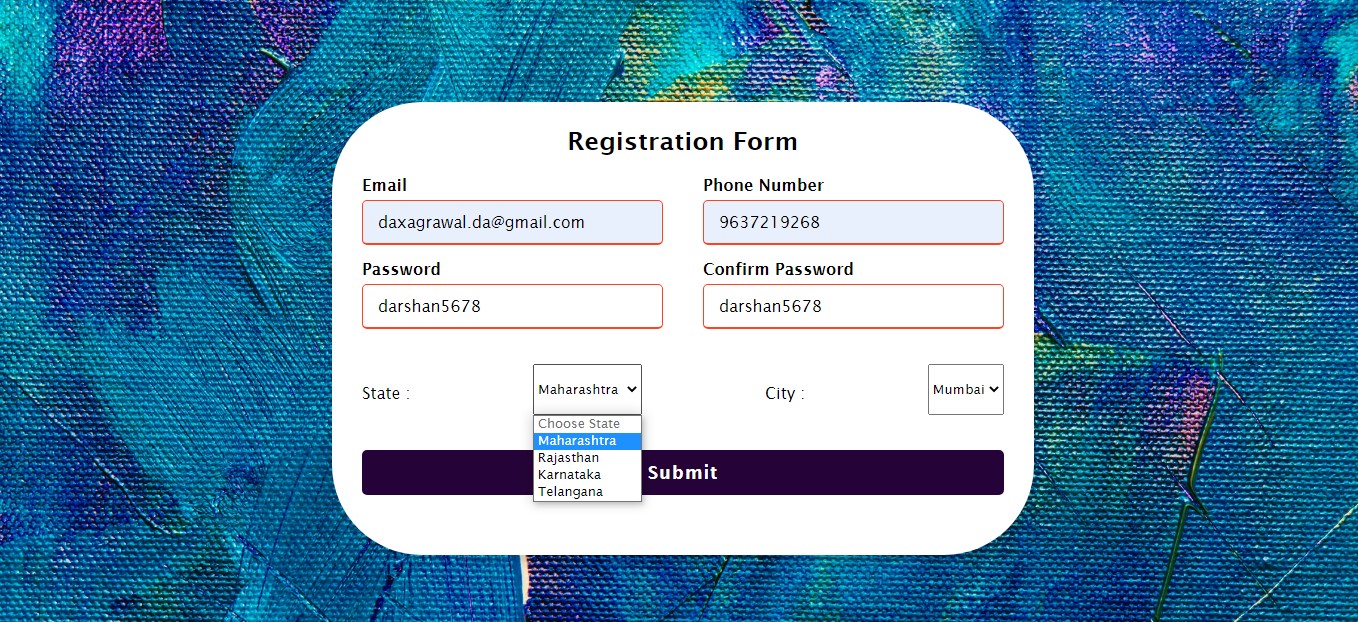 Registration Form
Email
Phone Number
daxagrawal.da@gmail.com
9637219268
Password
Confirm Password
darshan5678
darshan5678
State :
Maharashtra
City :
Mumbai
Choose State
Maharashtra
Rajasthan
Karnataka
Telangana
Submit